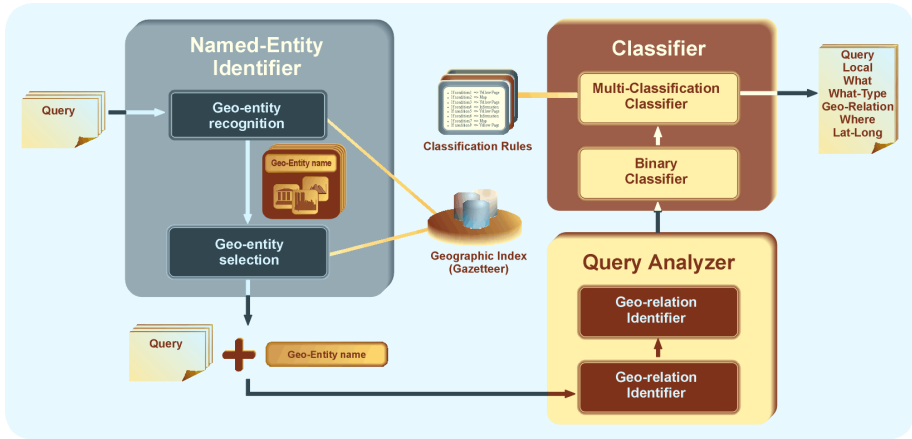 Named-Entity
Identifier
Query
Geo-entity
recognition
Geo-Entity name
Geo-entity
selection
Geographic Index
(Gazetteer)
Query
Geo-Entity name
Classifier
Classification Rules
Multi-Classification
Classifier
Binary
Classifier
Query Analyzer
Geo-relation
Identifier
Geo-relation
Identifier
Query
Local
What
What-Type
Geo-Relation
Where
Lat-Long